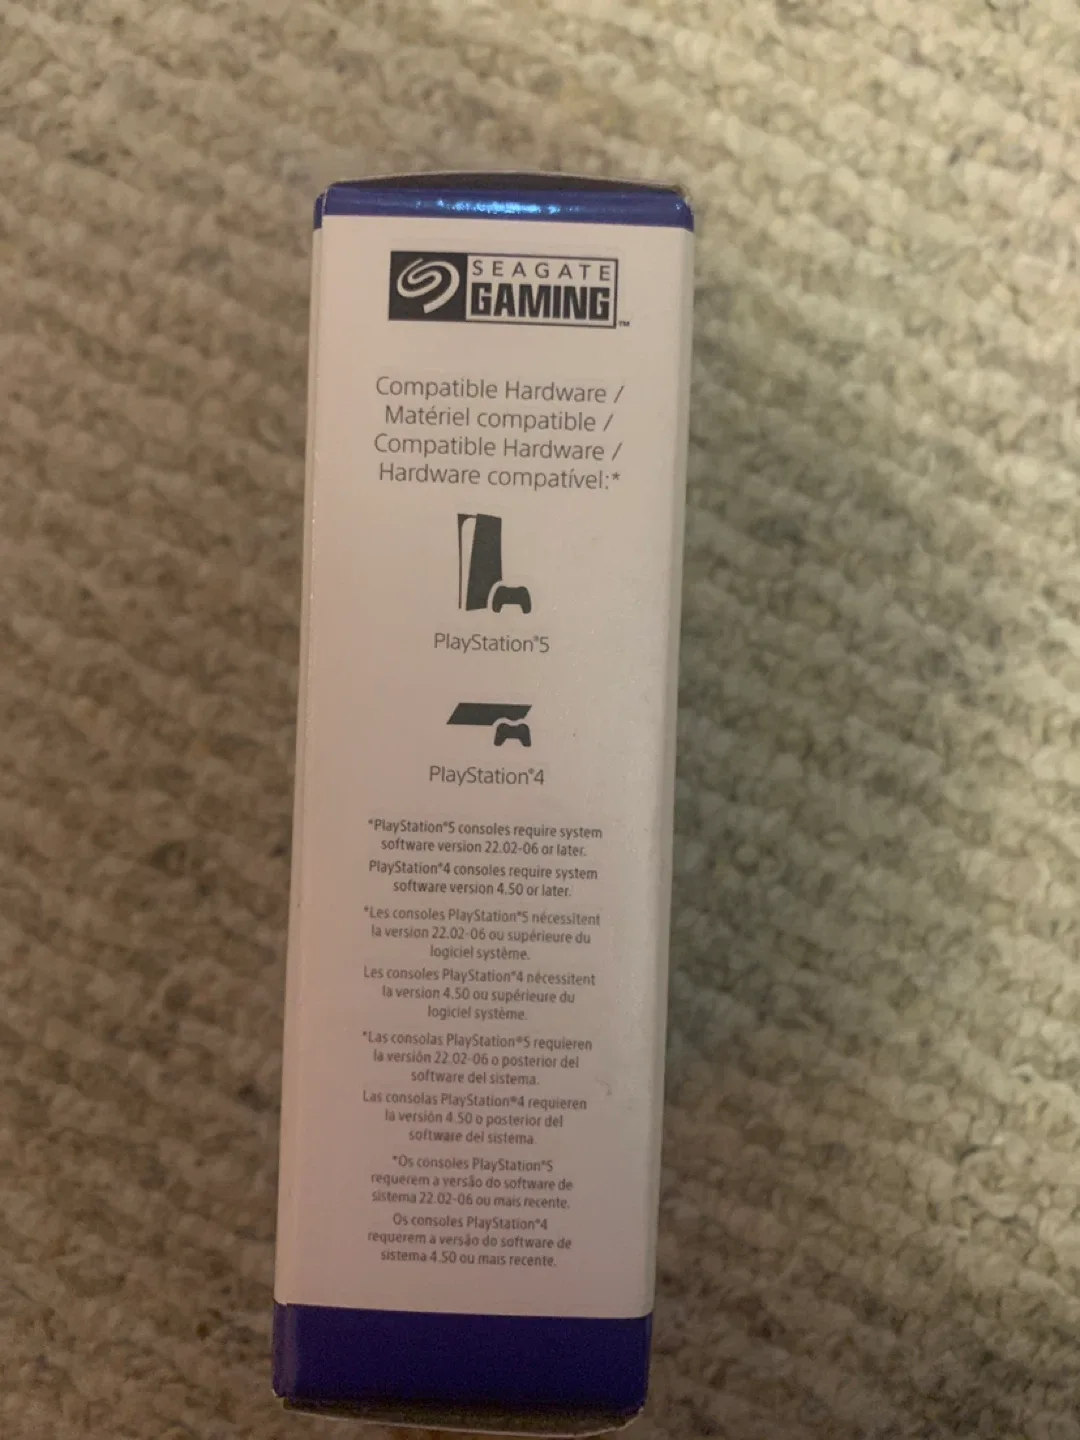 SEAGATE
GAMING™
Compatible Hardware /
Matériel compatible /
Compatible Hardware /
Hardware compatível:*
PlayStation®5
PlayStation®4
*PlayStation®5 consoles require system
software version 22.02-06 or later.
PlayStation®4 consoles require system
software version 4.50 or later.
*Les consoles PlayStation®5 nécessitent
la version 22.02-06 ou supérieure du
logiciel système.
Les consoles PlayStation®4 nécessitent
la version 4.50 ou supérieure du
logiciel système.
*Las consolas PlayStation®5 requieren
la versión 22.02-06 o posterior del
software del sistema.
Las consolas PlayStation®4 requieren
la versión 4.50 o posterior del
software del sistema.
*Os consoles PlayStation®5
requerem a versão do software de
sistema 22.02-06 ou mais recente.
Os consoles PlayStation®4
requerem a versão do software de
sistema 4.50 ou mais recente.